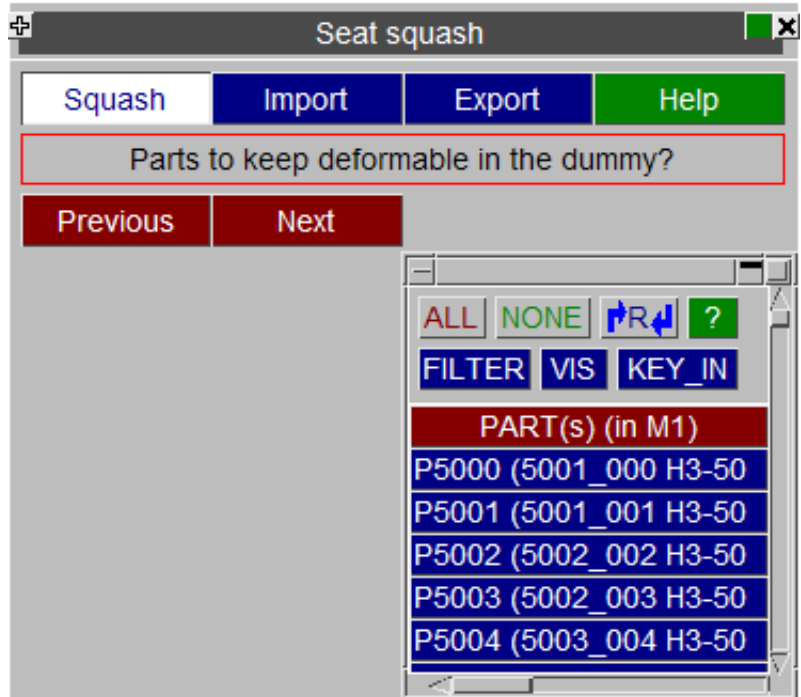 Seat squash
Squash Import Export Help
Parts to keep deformable in the dummy?
Previous Next
ALL NONE R ?
FILTER VIS KEY_IN
PART(s) (in M1)
P5000 (5001_000 H3-50
P5001 (5001_001 H3-50
P5002 (5002_002 H3-50
P5003 (5002_003 H3-50
P5004 (5003_004 H3-50